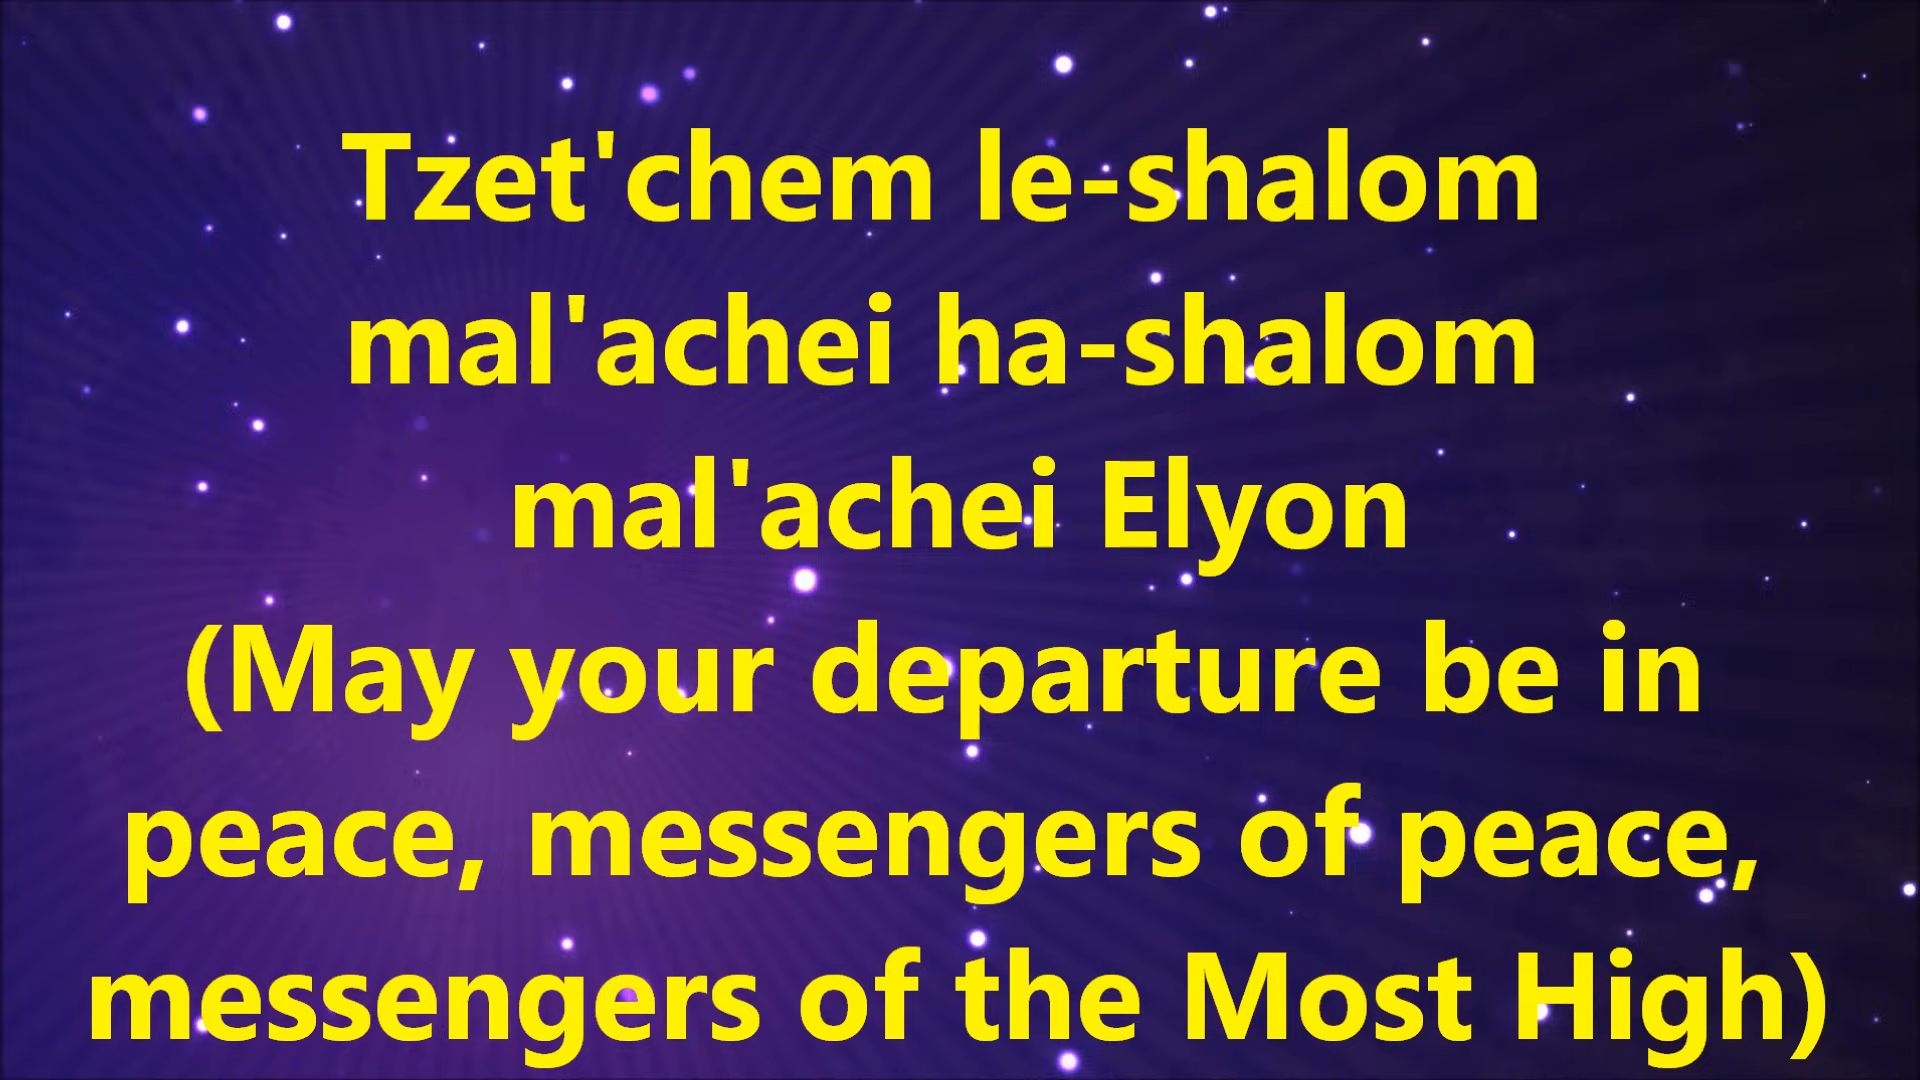 Tzet'chem le-shalom
mal'achei ha-shalom
mal'achei Elyon
(May your departure be in
peace, messengers of peace,
messengers of the Most High)